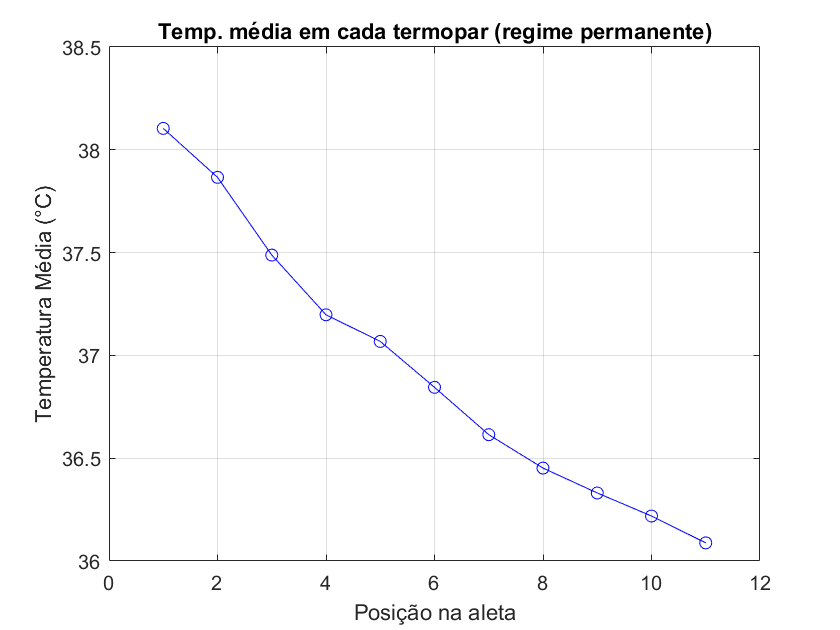 Temp. média em cada termopar (regime permanente)
38.5
38
37.5
37
36.5
36
Temperatura Média (°C)
0 2 4 6 8 10 12
Posição na aleta